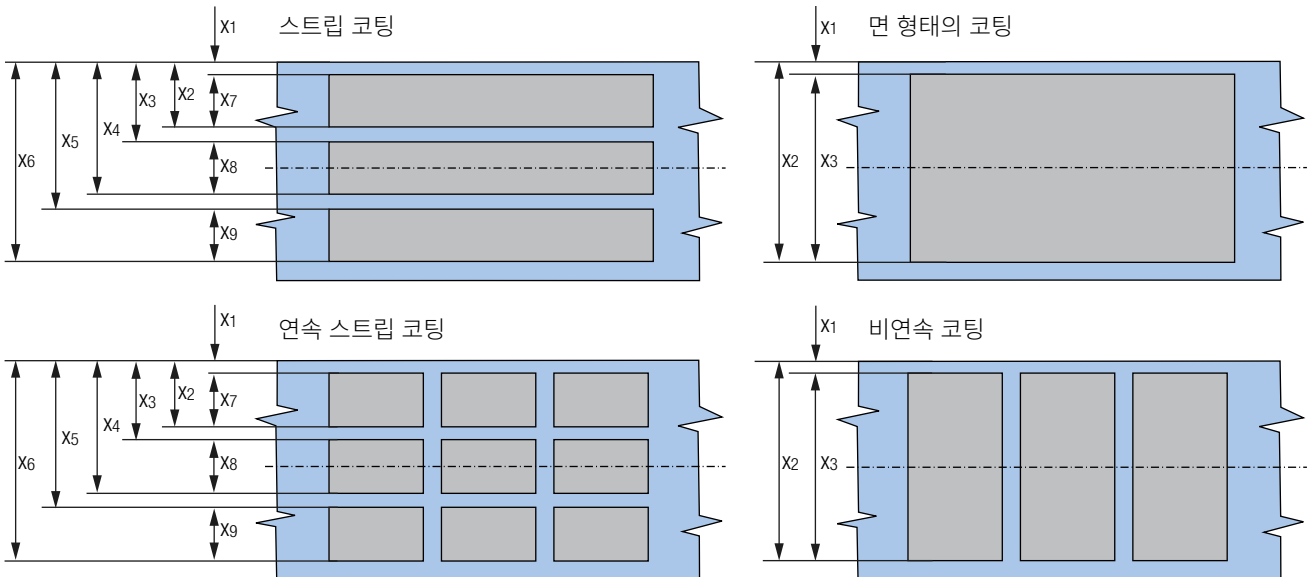 X1 스트립 코팅
X6
X5
X4
X3
X2
X7
X8
X9
X1 면 형태의 코팅
X2
X3
X1 연속 스트립 코팅
X6
X5
X4
X3
X2
X7
X8
X9
X1 비연속 코팅
X2
X3